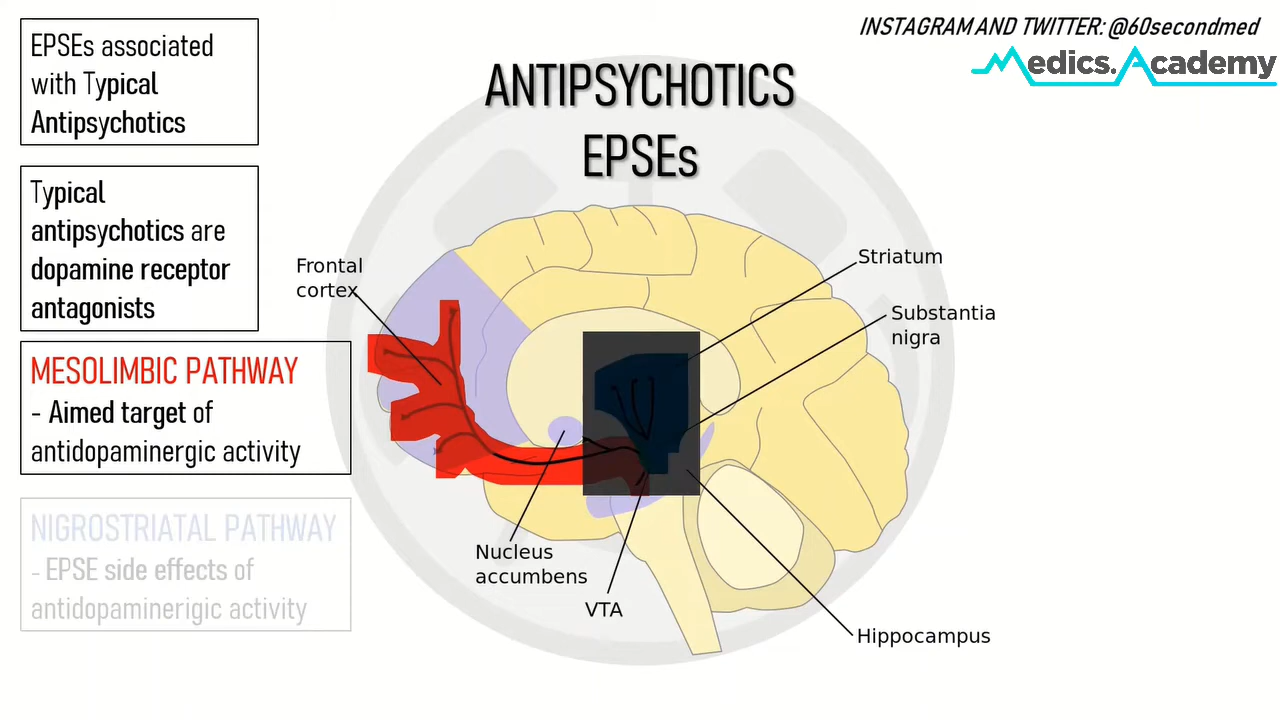 INSTAGRAM AND TWITTER: @60secondmed
Medics.Academy
ANTIPSYCHOTICS
EPSEs
EPSEs associated
with Typical
Antipsychotics
Typical
antipsychotics are
dopamine receptor
antagonists
MESOLIMBIC PATHWAY
- Aimed target of
antidopaminergic activity
NIGROSTRIATAL PATHWAY
- EPSE side effects of
antidopaminerigic activity
Frontal
cortex
Striatum
Substantia
nigra
Nucleus
accumbens
VTA
Hippocampus